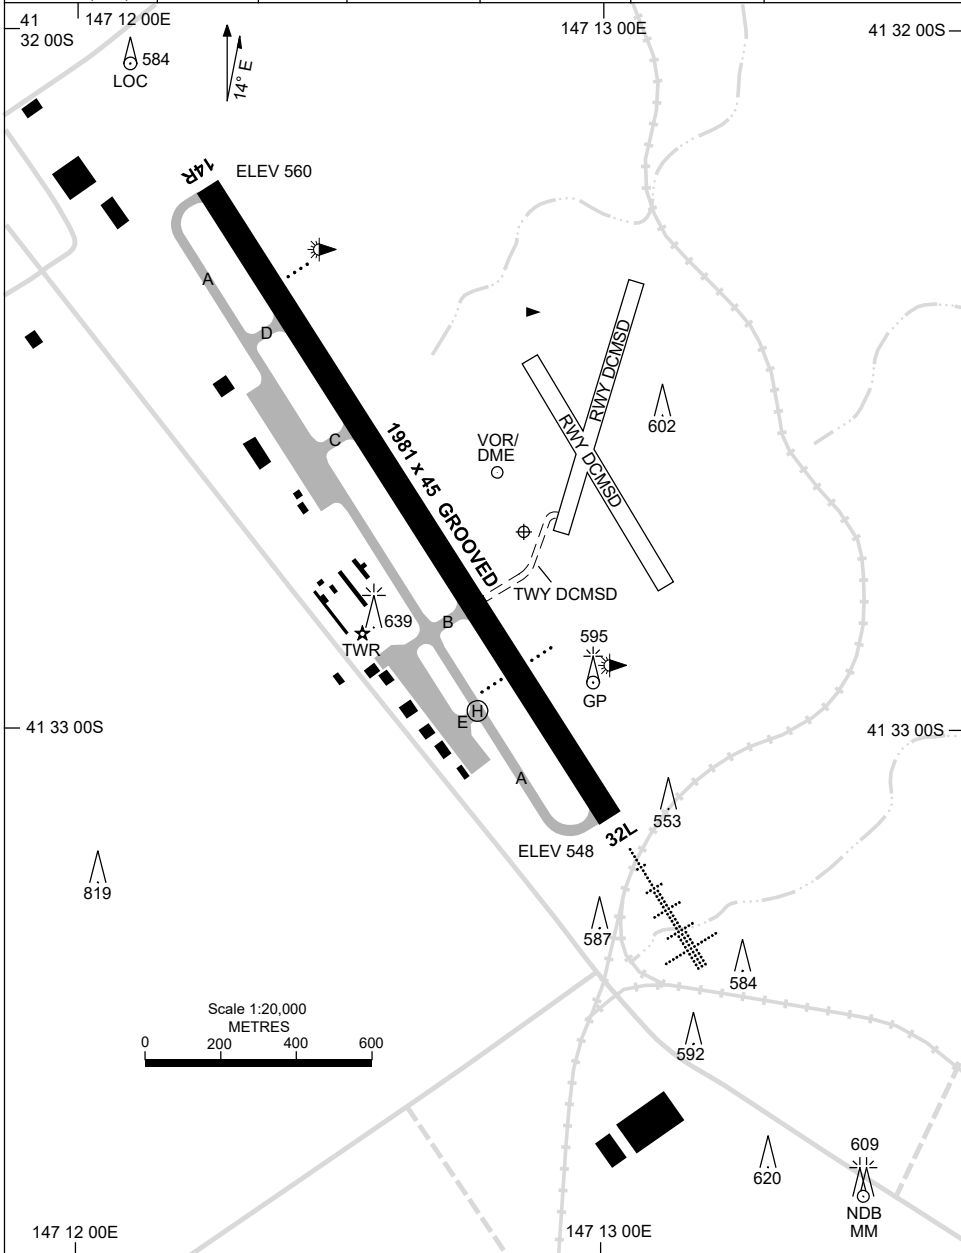 41
32 00S
147 12 00E
147 13 00E
41 32 00S
584
LOC
14° E
14R
ELEV 560
A
D
RWY DCMSD
602
C
1981 x 45 GROOVED
VOR/
DME
RWY DCMSD
TWY DCMSD
639
TWR
B
595
GP
H
E
41 33 00S
41 33 00S
A
553
32L
ELEV 548
819
587
584
Scale 1:20,000
METRES
0 200 400 600
592
620
609
NDB
MM
147 12 00E
147 13 00E